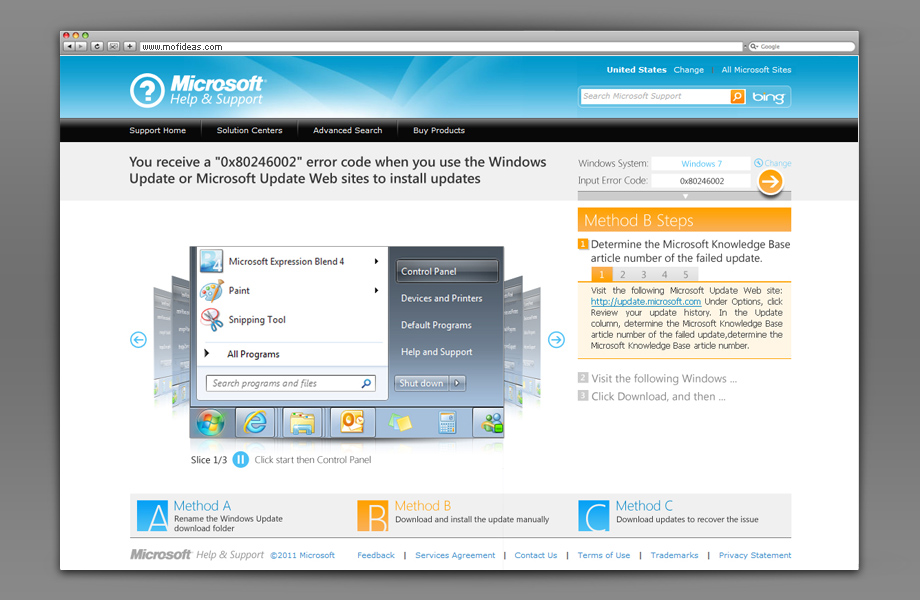 www.mofideas.com
Google
United States Change | All Microsoft Sites
Microsoft
Help & Support
Search Microsoft Support
bing
Support Home
Solution Centers
Advanced Search
Buy Products
You receive a "0x80246002" error code when you use the Windows
Update or Microsoft Update Web sites to install updates
Windows System: Windows 7 Change
Input Error Code: 0x80246002
Method B Steps
1 Determine the Microsoft Knowledge Base
article number of the failed update.
1 2 3 4 5
Visit the following Microsoft Update Web site:
http://update.microsoft.com Under Options, click
Review your update history. In the Update
column, determine the Microsoft Knowledge Base
article number of the failed update,determine the
Microsoft Knowledge Base article number.
2 Visit the following Windows ...
3 Click Download, and then ...
Microsoft Expression Blend 4
Paint
Snipping Tool
All Programs
Search programs and files
Control Panel
Devices and Printers
Default Programs
Help and Support
Shut down
Slice 1/3 Click start then Control Panel
A Method A
Rename the Windows Update
download folder
B Method B
Download and install the update manually
C Method C
Download updates to recover the issue
Microsoft Help & Support ©2011 Microsoft
Feedback | Services Agreement | Contact Us | Terms of Use | Trademarks | Privacy Statement